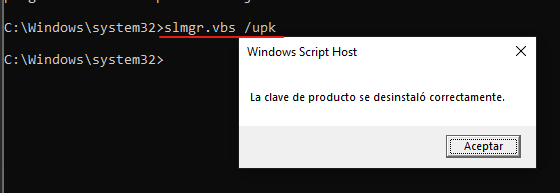 C:\Windows\system32>slmgr.vbs /upk
C:\Windows\system32>
Windows Script Host
La clave de producto se desinstaló correctamente.
Aceptar